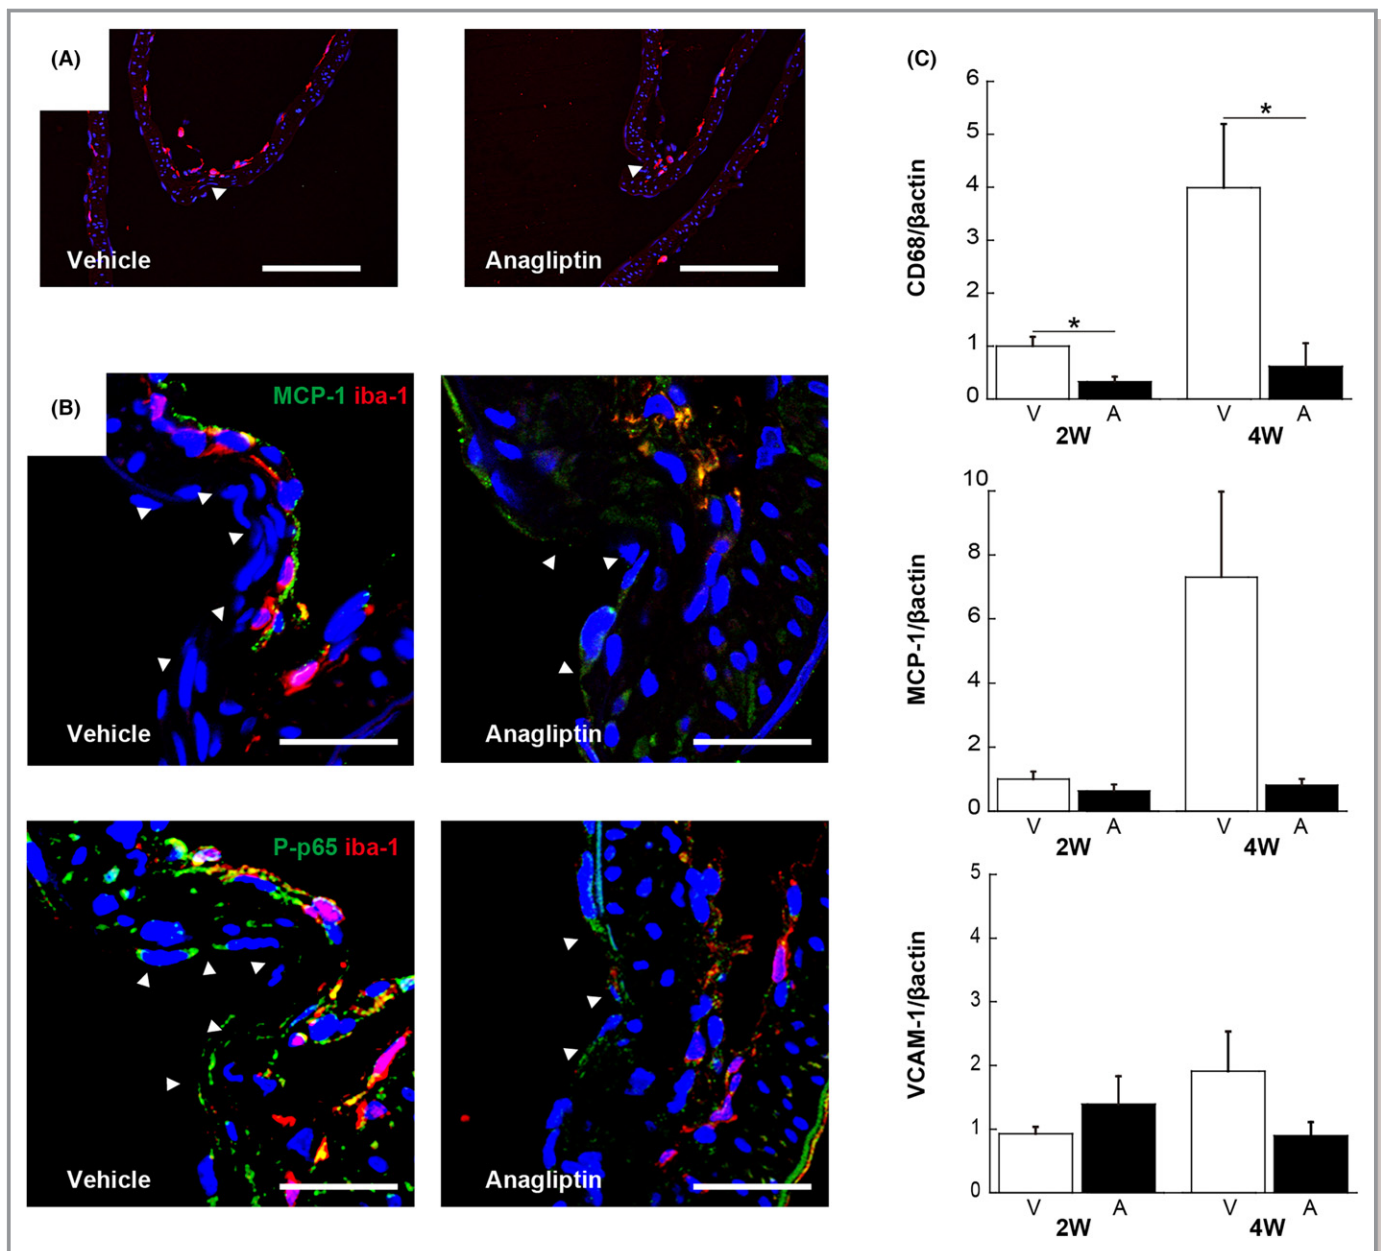 (A)
Vehicle
Anagliptin
(B)
MCP-1 iba-1
Vehicle
Anagliptin
P-p65 iba-1
Vehicle
Anagliptin
(C)
CD68/βactin
6
5
4
3
2
1
0
*
*
V A V A
2W 4W
MCP-1/βactin
10
8
6
4
2
0
V A V A
2W 4W
VCAM-1/βactin
5
4
3
2
1
0
V A V A
2W 4W